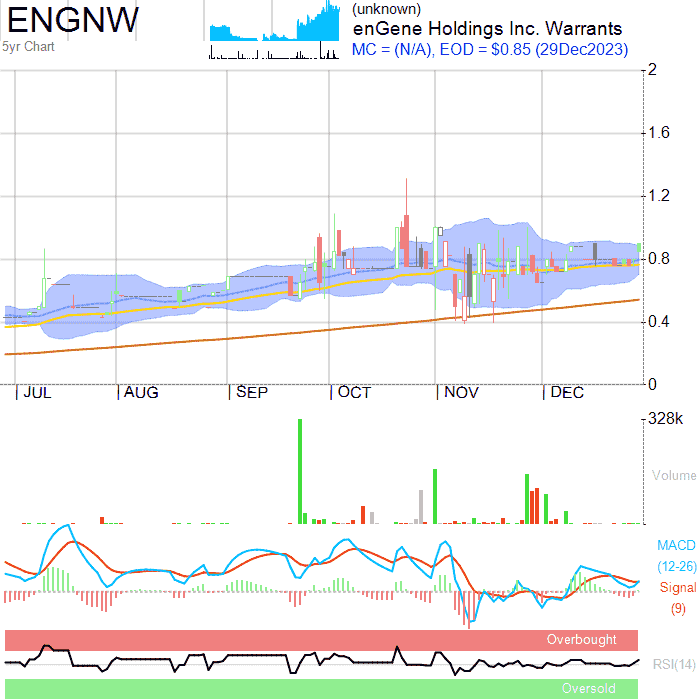 ENGNW
(unknown)
enGene Holdings Inc. Warrants
5yr Chart
MC = (N/A), EOD = $0.85 (29Dec2023)
2
1.6
1.2
0.8
0.4
0
JUL
AUG
SEP
OCT
NOV
DEC
328k
Volume
MACD
(12-26)
Signal
(9)
Overbought
RSI(14)
Oversold